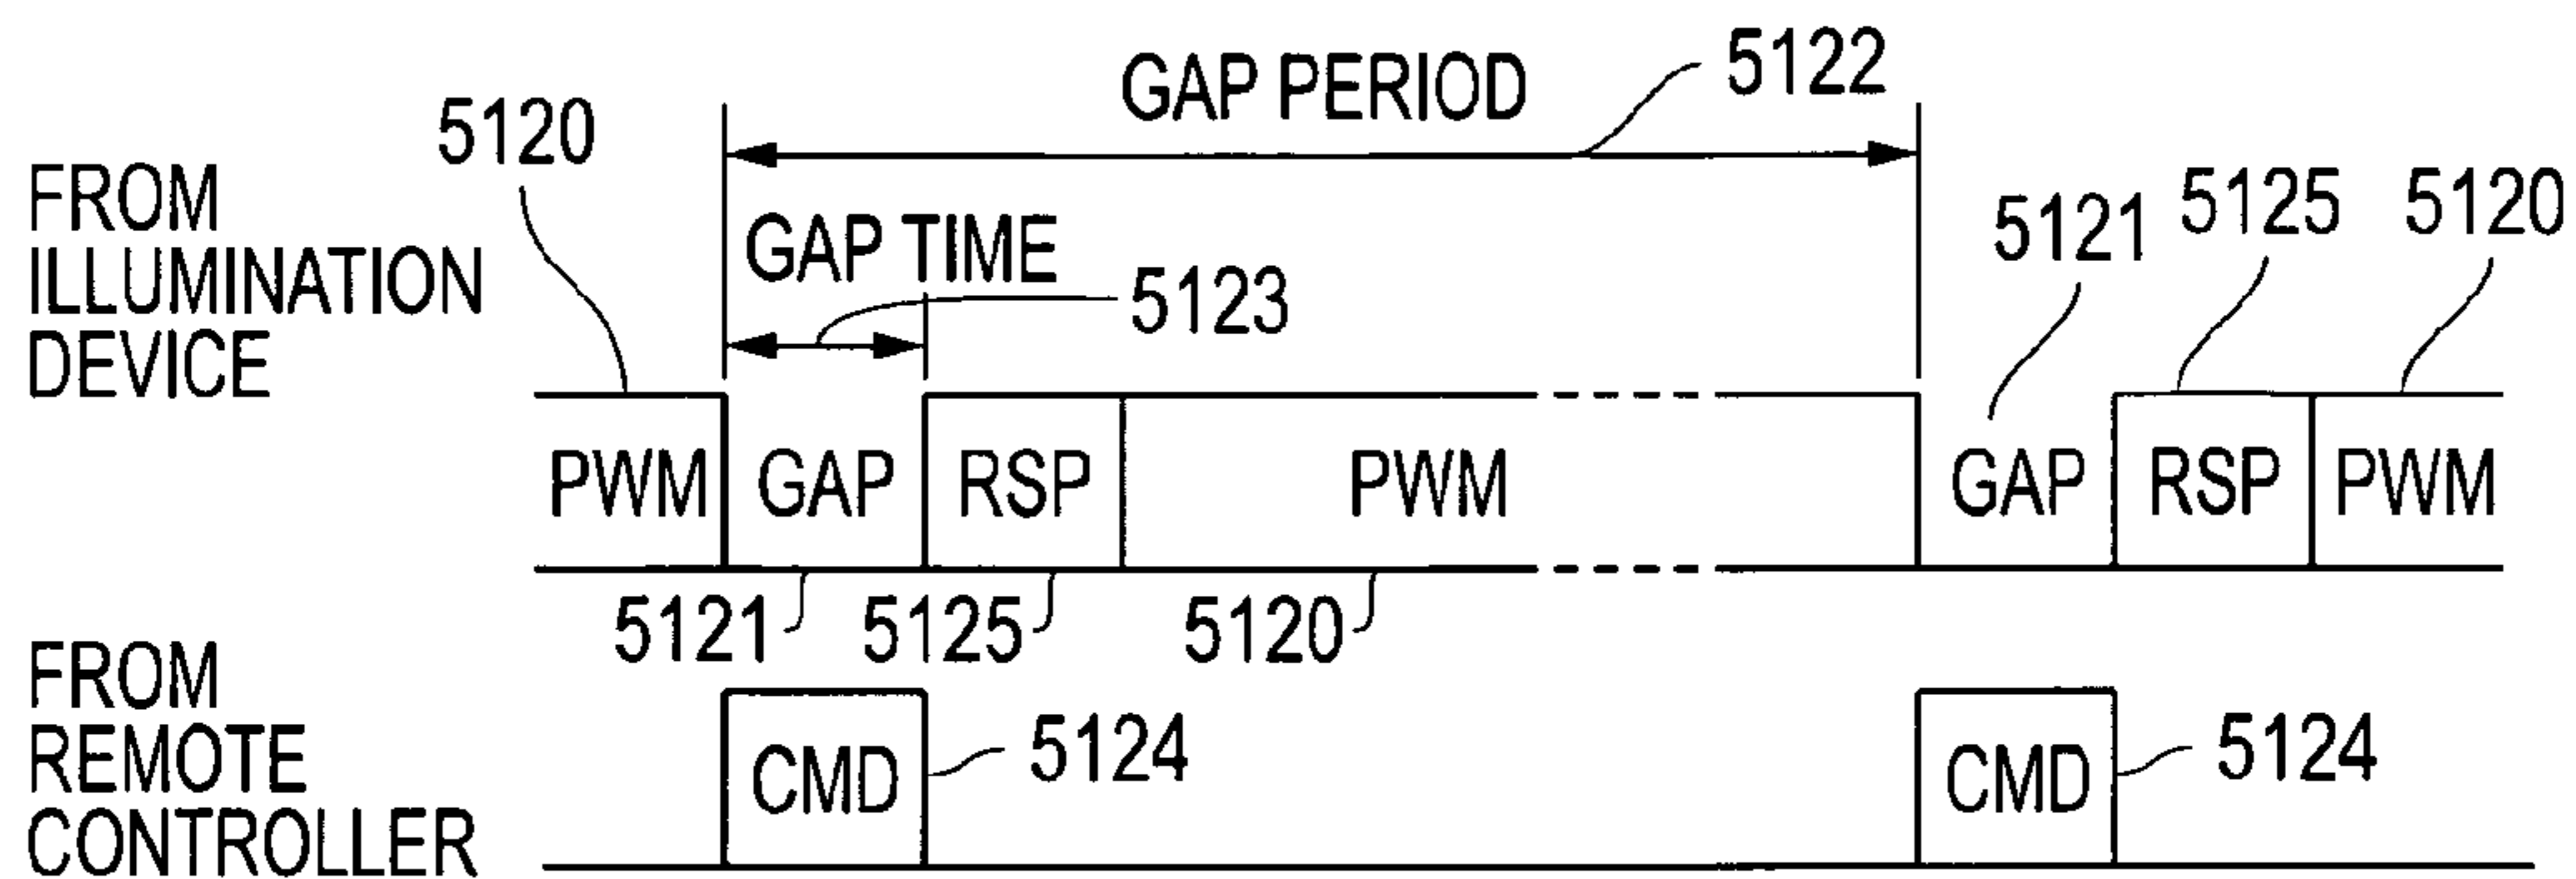 GAP PERIOD
5122
5120
FROM
ILLUMINATION
DEVICE
GAP TIME
5123
5121
5125
5120
PWM
GAP
RSP
PWM
GAP
RSP
PWM
5121
5125
5120
FROM
REMOTE
CONTROLLER
CMD
5124
CMD
5124